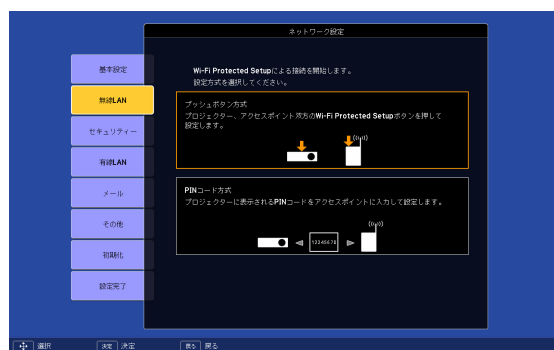 ネットワーク設定
基本設定
無線LAN
セキュリティー
有線LAN
メール
その他
初期化
設定完了
Wi-Fi Protected Setupによる接続を開始します。
設定方式を選択してください。
プッシュボタン方式
プロジェクター、アクセスポイント双方のWi-Fi Protected Setupボタンを押して
設定します。
PINコード方式
プロジェクターに表示されるPINコードをアクセスポイントに入力して設定します。
12345678
選択
決定 決定
戻る 戻る